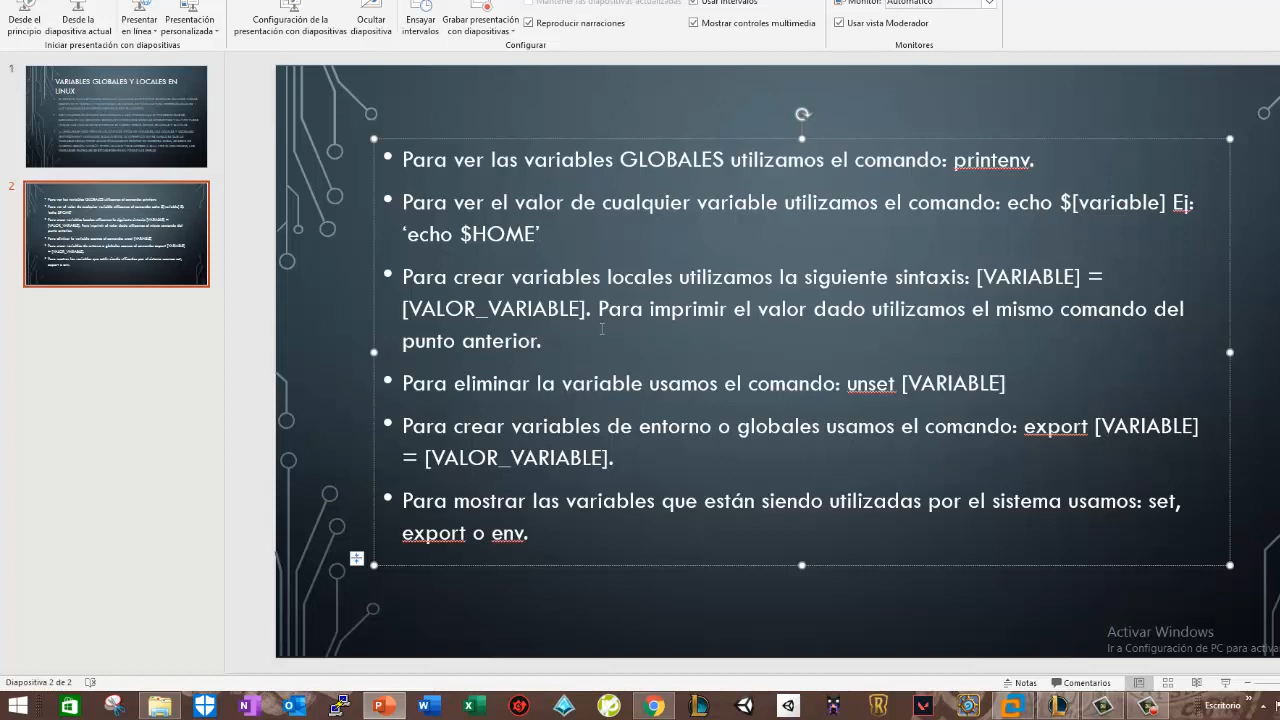 Desde el principio
Desde la diapositiva actual
Presentar en línea
Presentación personalizada
Iniciar presentación con diapositivas
Configuración de la presentación con diapositivas
Ocultar diapositiva
Ensayar intervalos
Grabar presentación con diapositivas
Mantener las diapositivas actualizadas
Reproducir narraciones
Usar intervalos
Mostrar controles multimedia
Configurar
Monitor:
Automático
Usar vista Moderador
Monitores
1
VARIABLES GLOBALES Y LOCALES EN
LINUX
2
• Para ver las variables GLOBALES utilizamos el comando: printenv.
• Para ver el valor de cualquier variable utilizamos el comando: echo $[variable] Ej:
‘echo $HOME’
• Para crear variables locales utilizamos la siguiente sintaxis: [VARIABLE] =
[VALOR_VARIABLE]. Para imprimir el valor dado utilizamos el mismo comando del
punto anterior.
• Para eliminar la variable usamos el comando: unset [VARIABLE]
• Para crear variables de entorno o globales usamos el comando: export [VARIABLE]
= [VALOR_VARIABLE].
• Para mostrar las variables que están siendo utilizadas por el sistema usamos: set,
export o env.
Activar Windows
Ir a Configuración de PC para activa
Diapositiva 2 de 2
Notas
Comentarios
Escritorio